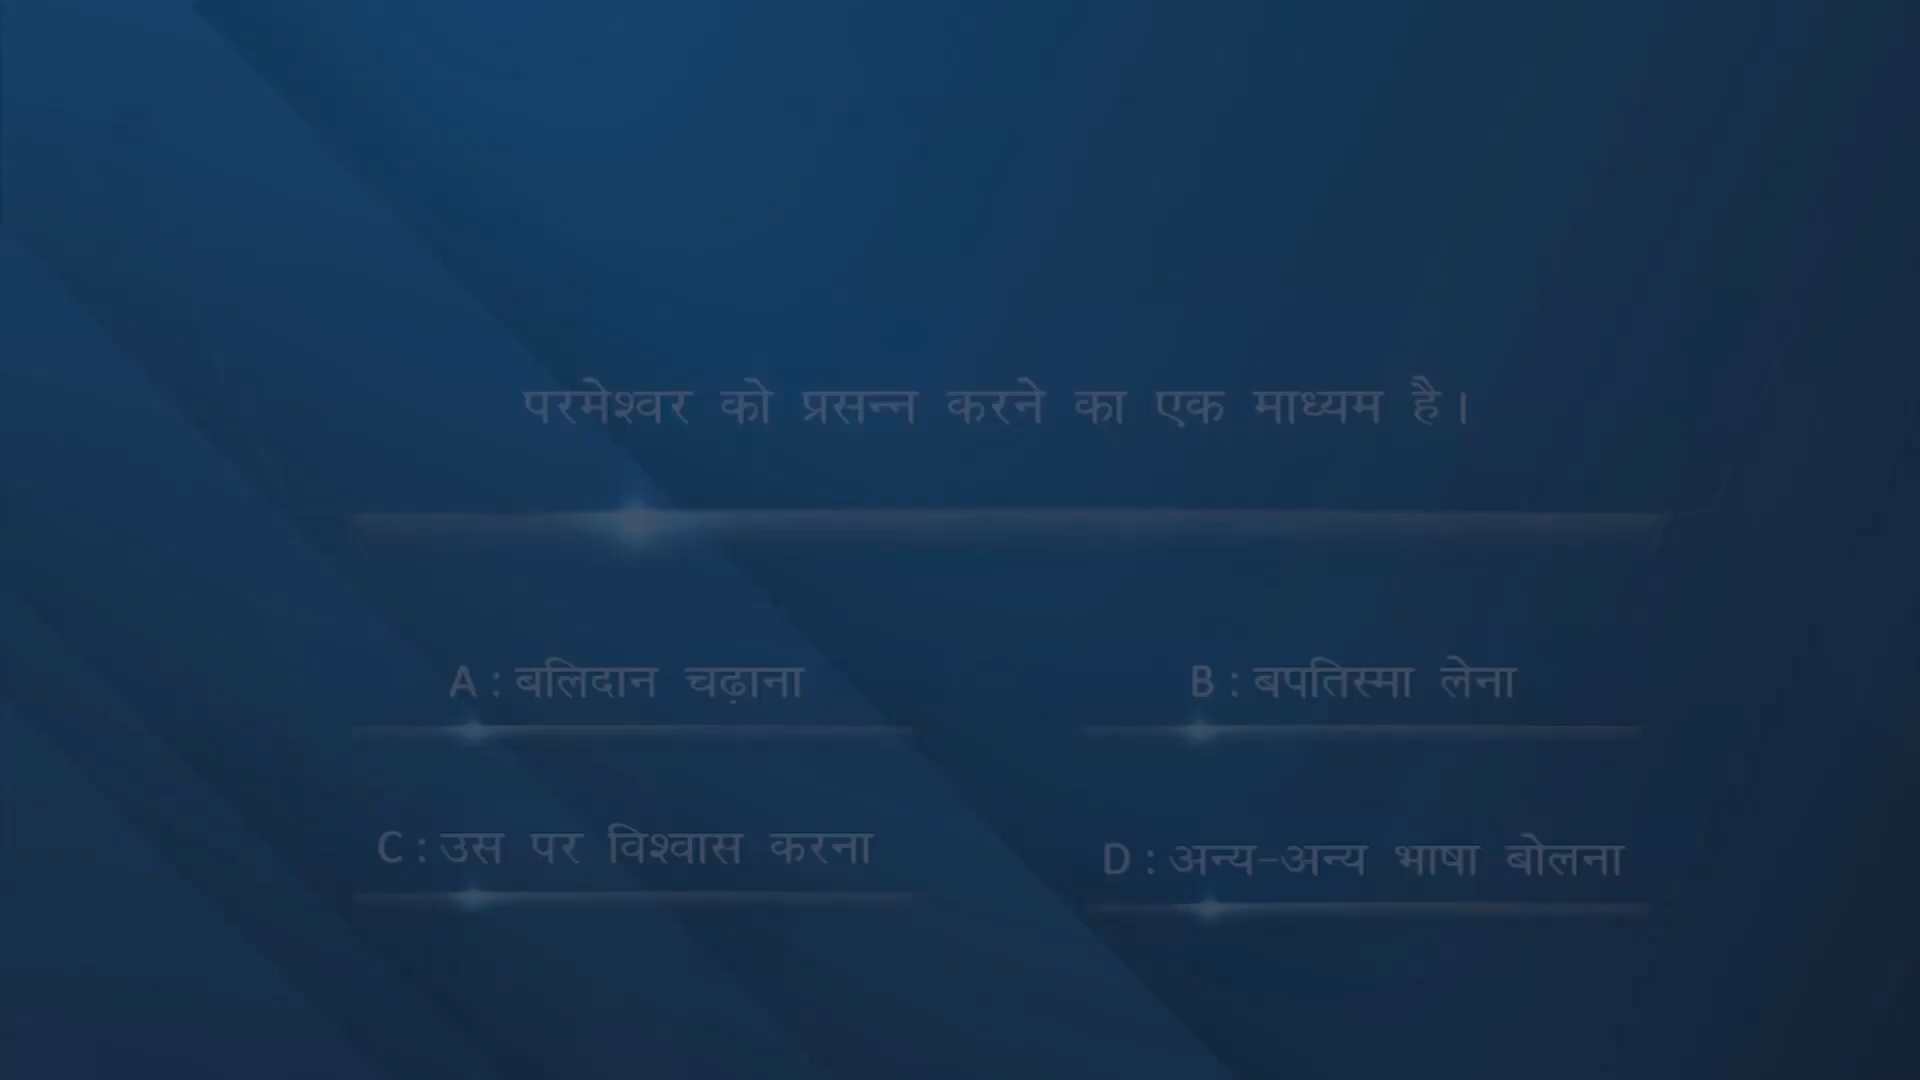 परमेश्वर को प्रसन्न करने का एक माध्यम है।
A : बलिदान चढ़ाना
B : बपतिस्मा लेना
C : उस पर विश्वास करना
D : अन्य-अन्य भाषा बोलना